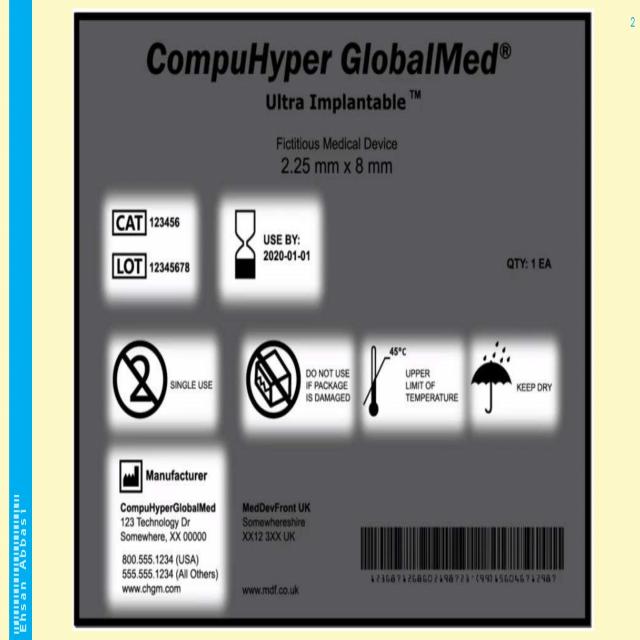 2
CompuHyper GlobalMed®
Ultra Implantable™
Fictitious Medical Device
2.25 mm x 8 mm
CAT 123456
LOT 12345678
USE BY:
2020-01-01
QTY: 1 EA
2
SINGLE USE
DO NOT USE
IF PACKAGE
IS DAMAGED
45°C
UPPER
LIMIT OF
TEMPERATURE
KEEP DRY
Manufacturer
CompuHyperGlobalMed
123 Technology Dr
Somewhere, XX 00000
800.555.1234 (USA)
555.555.1234 (All Others)
www.chgm.com
MedDevFront UK
Somewhereshire
XX12 3XX UK
www.mdf.co.uk
Ehsan Abbasi